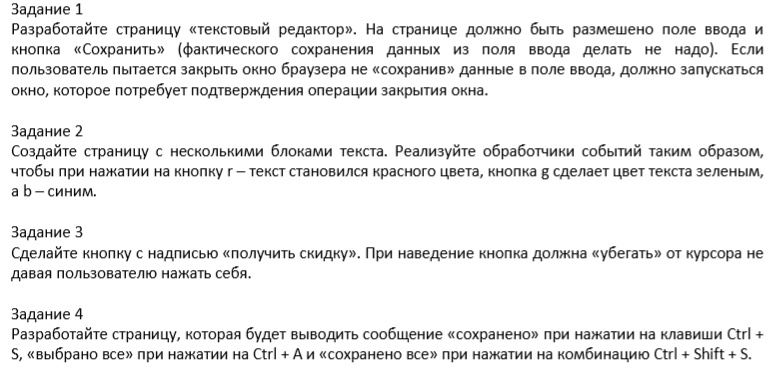 Задание 1
Разработайте страницу «текстовый редактор». На странице должно быть размешено поле ввода и
кнопка «Сохранить» (фактического сохранения данных из поля ввода делать не надо). Если
пользователь пытается закрыть окно браузера не «сохранив» данные в поле ввода, должно запускаться
окно, которое потребует подтверждения операции закрытия окна.
Задание 2
Создайте страницу с несколькими блоками текста. Реализуйте обработчики событий таким образом,
чтобы при нажатии на кнопку r – текст становился красного цвета, кнопка g сделает цвет текста зеленым,
а b – синим.
Задание 3
Сделайте кнопку с надписью «получить скидку». При наведение кнопка должна «убегать» от курсора не
давая пользователю нажать себя.
Задание 4
Разработайте страницу, которая будет выводить сообщение «сохранено» при нажатии на клавиши Ctrl +
S, «выбрано все» при нажатии на Ctrl + A и «сохранено все» при нажатии на комбинацию Ctrl + Shift + S.